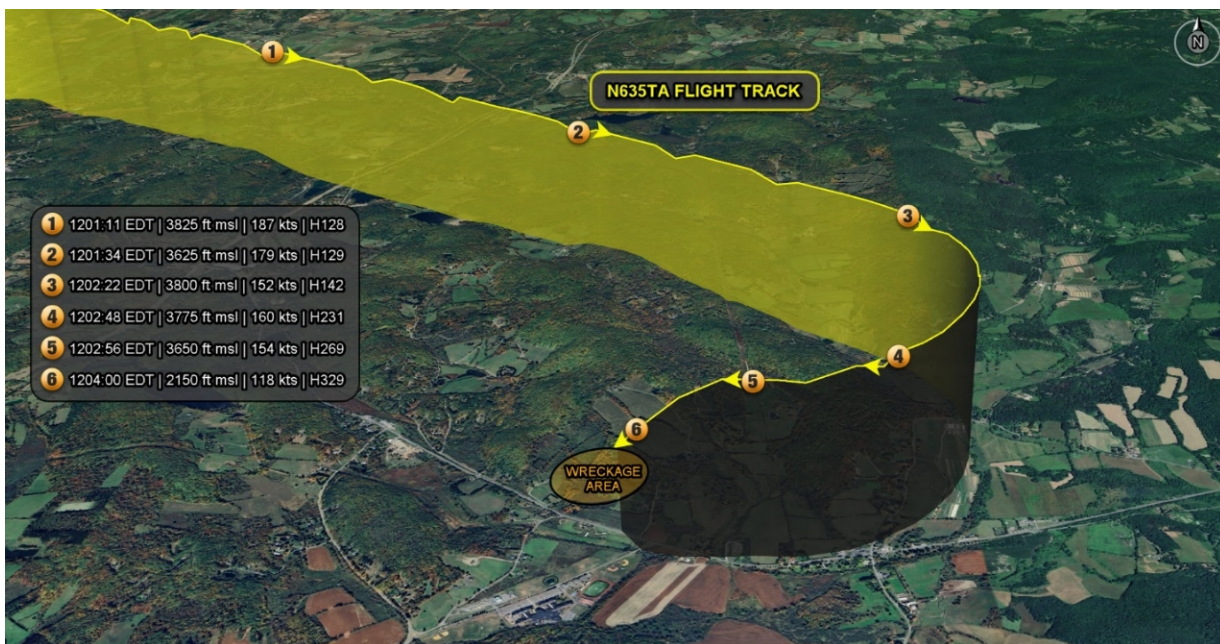 N
1
N635TA FLIGHT TRACK
2
3
1 1201:11 EDT | 3825 ft msl | 187 kts | H128
2 1201:34 EDT | 3625 ft msl | 179 kts | H129
3 1202:22 EDT | 3800 ft msl | 152 kts | H142
4 1202:48 EDT | 3775 ft msl | 160 kts | H231
5 1202:56 EDT | 3650 ft msl | 154 kts | H269
6 1204:00 EDT | 2150 ft msl | 118 kts | H329
4
5
6
WRECKAGE
AREA